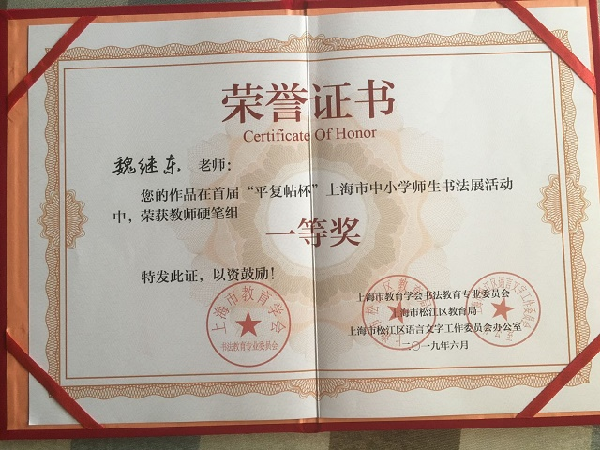 荣誉证书
Certificate Of Honor
魏继东 老师：
您的作品在首届“平复帖杯”上海市中小学师生书法展活动
中，荣获教师硬笔组
一等奖
特发此证，以资鼓励！
上海市教育学会书法教育专业委员会
上海市松江区教育局
上海市松江区语言文字工作委员会办公室
二〇一九年六月
上海市教育学会
书法教育专业委员会